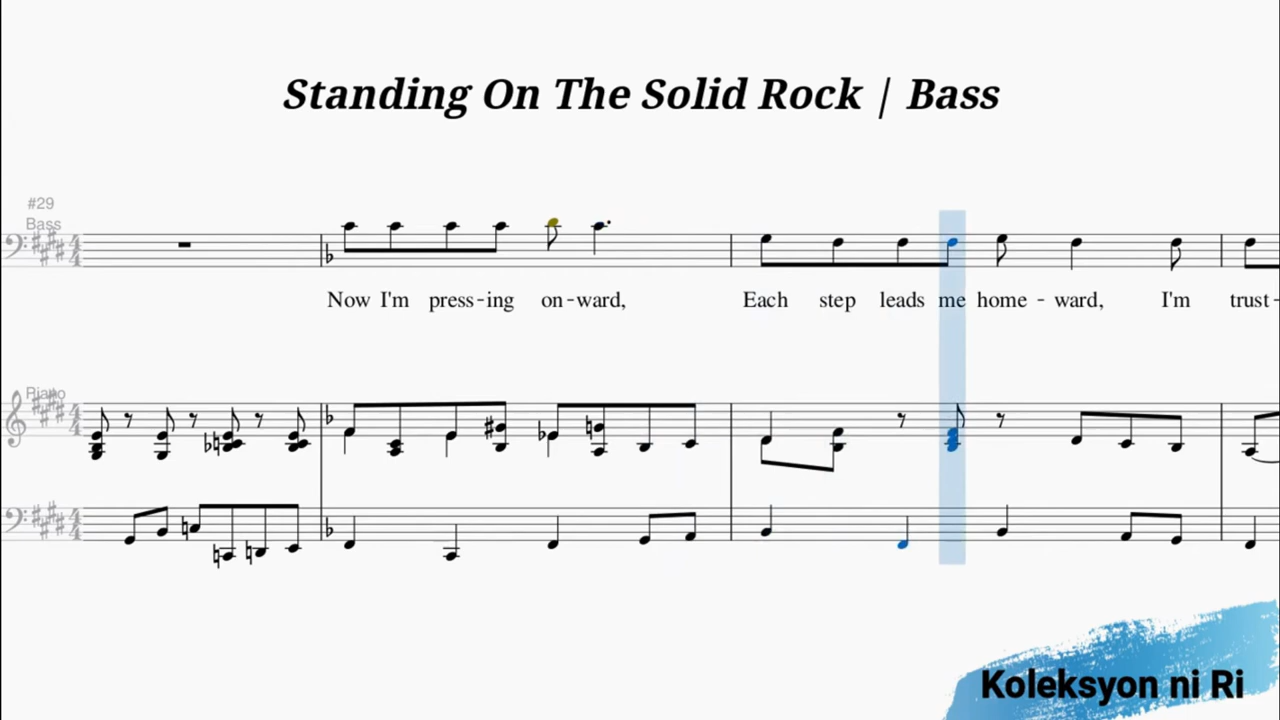 Standing On The Solid Rock | Bass
#29
Bass
Now I'm press-ing on-ward, Each step leads me home - ward, I'm trust-
Piano
Koleksyon ni Ri